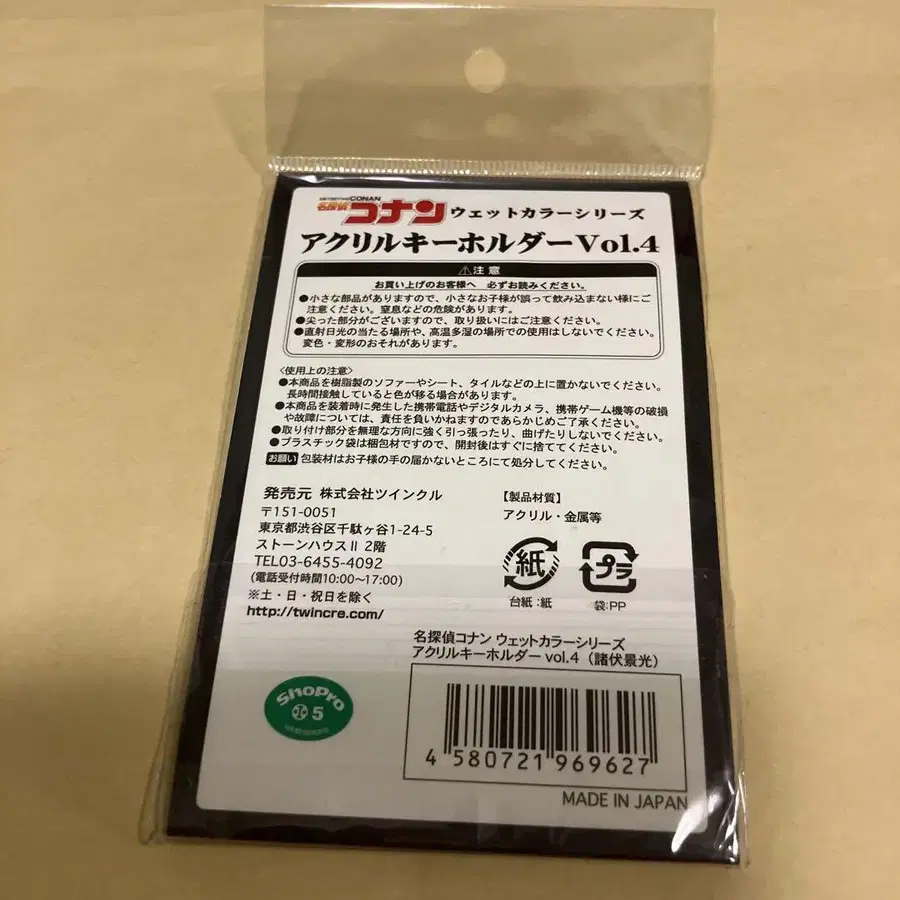 DETECTIVE CONAN
名探偵コナン ウェットカラーシリーズ
アクリルキーホルダーVol.4
⚠注意
お買い上げのお客様へ 必ずお読みください。
●小さな部品がありますので、小さなお子様が誤って飲み込まない様にご
注意ください。窒息などの危険があります。
●尖った部分がございますので、取り扱いにはご注意ください。
●直射日光の当たる場所や、高温多湿の場所での使用はしないでください。
変色・変形のおそれがあります。
〈使用上の注意〉
●本商品を樹脂製のソファーやシート、タイルなどの上に置かないでください。
長時間接触していると色が移る場合があります。
●本商品を装着時に発生した携帯電話やデジタルカメラ、携帯ゲーム機等の破損
や故障については、責任を負いかねますのであらかじめご了承ください。
●取り付け部分を無理な方向に強く引っ張ったり、曲げたりしないでください。
●プラスチック袋は梱包材ですので、開封後はすぐに捨ててください。
お願い 包装材はお子様の手の届かないところにて処分してください。
発売元 株式会社ツインクル
〒151-0051
東京都渋谷区千駄ヶ谷1-24-5
ストーンハウスⅡ 2階
TEL03-6455-4092
(電話受付時間10:00〜17:00)
※土・日・祝日を除く
http://twincre.com/
【製品材質】
アクリル・金属等
紙
台紙:紙
プラ
袋:PP
名探偵コナン ウェットカラーシリーズ
アクリルキーホルダー vol.4（諸伏景光）
ShoPro
5
4 580721 969627
MADE IN JAPAN